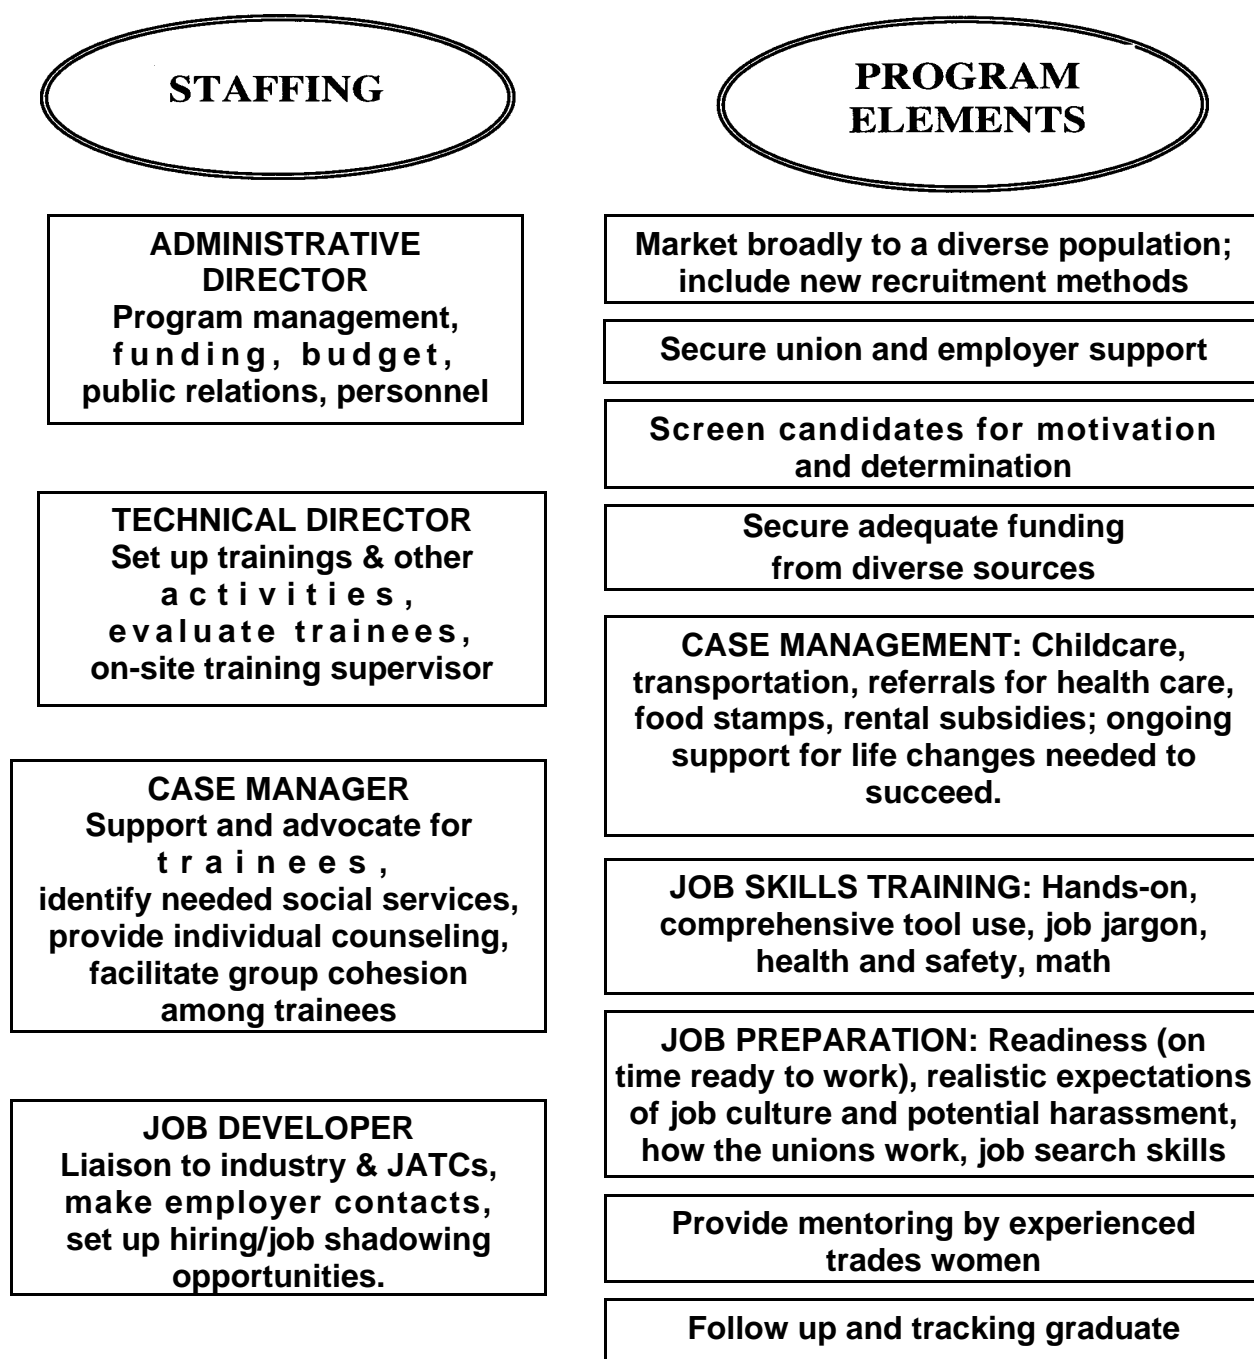 STAFFING
ADMINISTRATIVE
DIRECTOR
Program management,
funding, budget,
public relations, personnel
TECHNICAL DIRECTOR
Set up trainings & other
activities,
evaluate trainees,
on-site training supervisor
CASE MANAGER
Support and advocate for
trainees,
identify needed social services,
provide individual counseling,
facilitate group cohesion
among trainees
JOB DEVELOPER
Liaison to industry & JATCs,
make employer contacts,
set up hiring/job shadowing
opportunities.
PROGRAM
ELEMENTS
Market broadly to a diverse population;
include new recruitment methods
Secure union and employer support
Screen candidates for motivation
and determination
Secure adequate funding
from diverse sources
CASE MANAGEMENT: Childcare,
transportation, referrals for health care,
food stamps, rental subsidies; ongoing
support for life changes needed to
succeed.
JOB SKILLS TRAINING: Hands-on,
comprehensive tool use, job jargon,
health and safety, math
JOB PREPARATION: Readiness (on
time ready to work), realistic expectations
of job culture and potential harassment,
how the unions work, job search skills
Provide mentoring by experienced
trades women
Follow up and tracking graduate